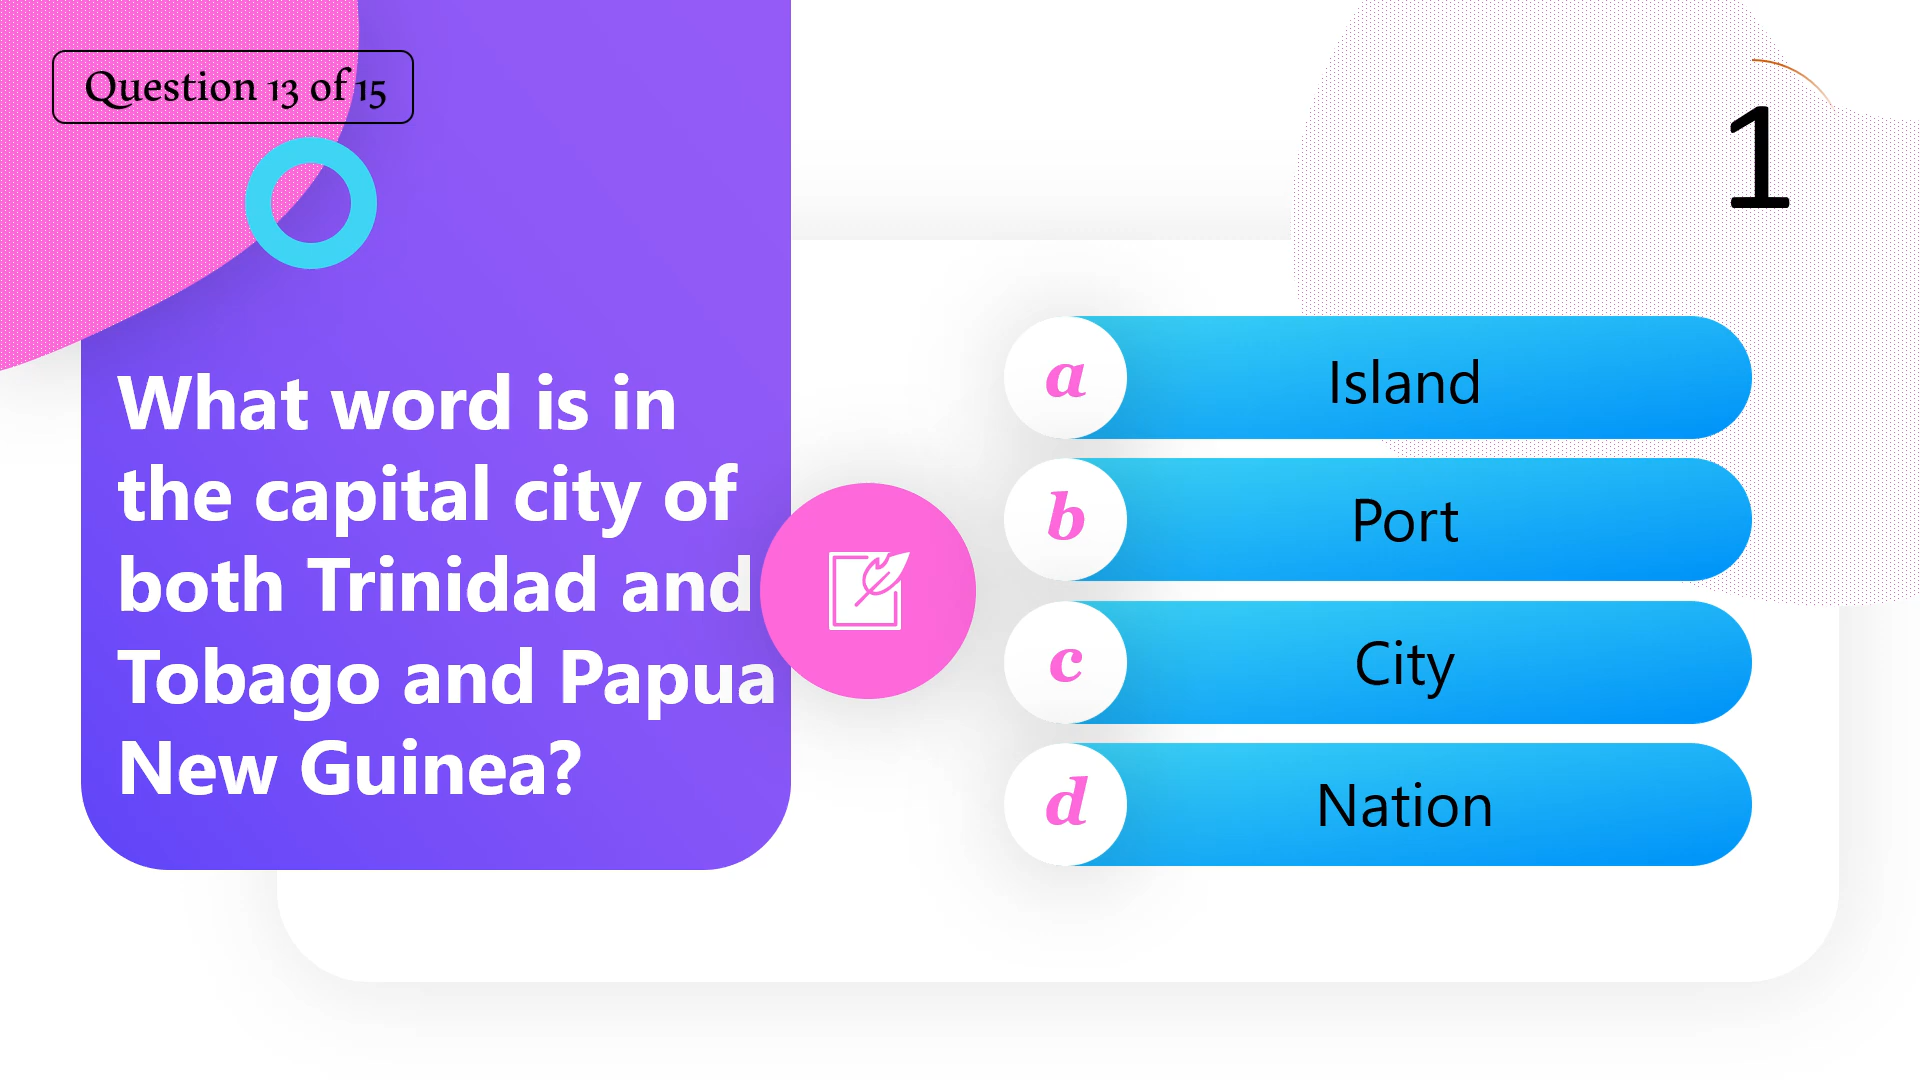 Question 13 of 15
1
What word is in
the capital city of
both Trinidad and
Tobago and Papua
New Guinea?
a Island
b Port
c City
d Nation